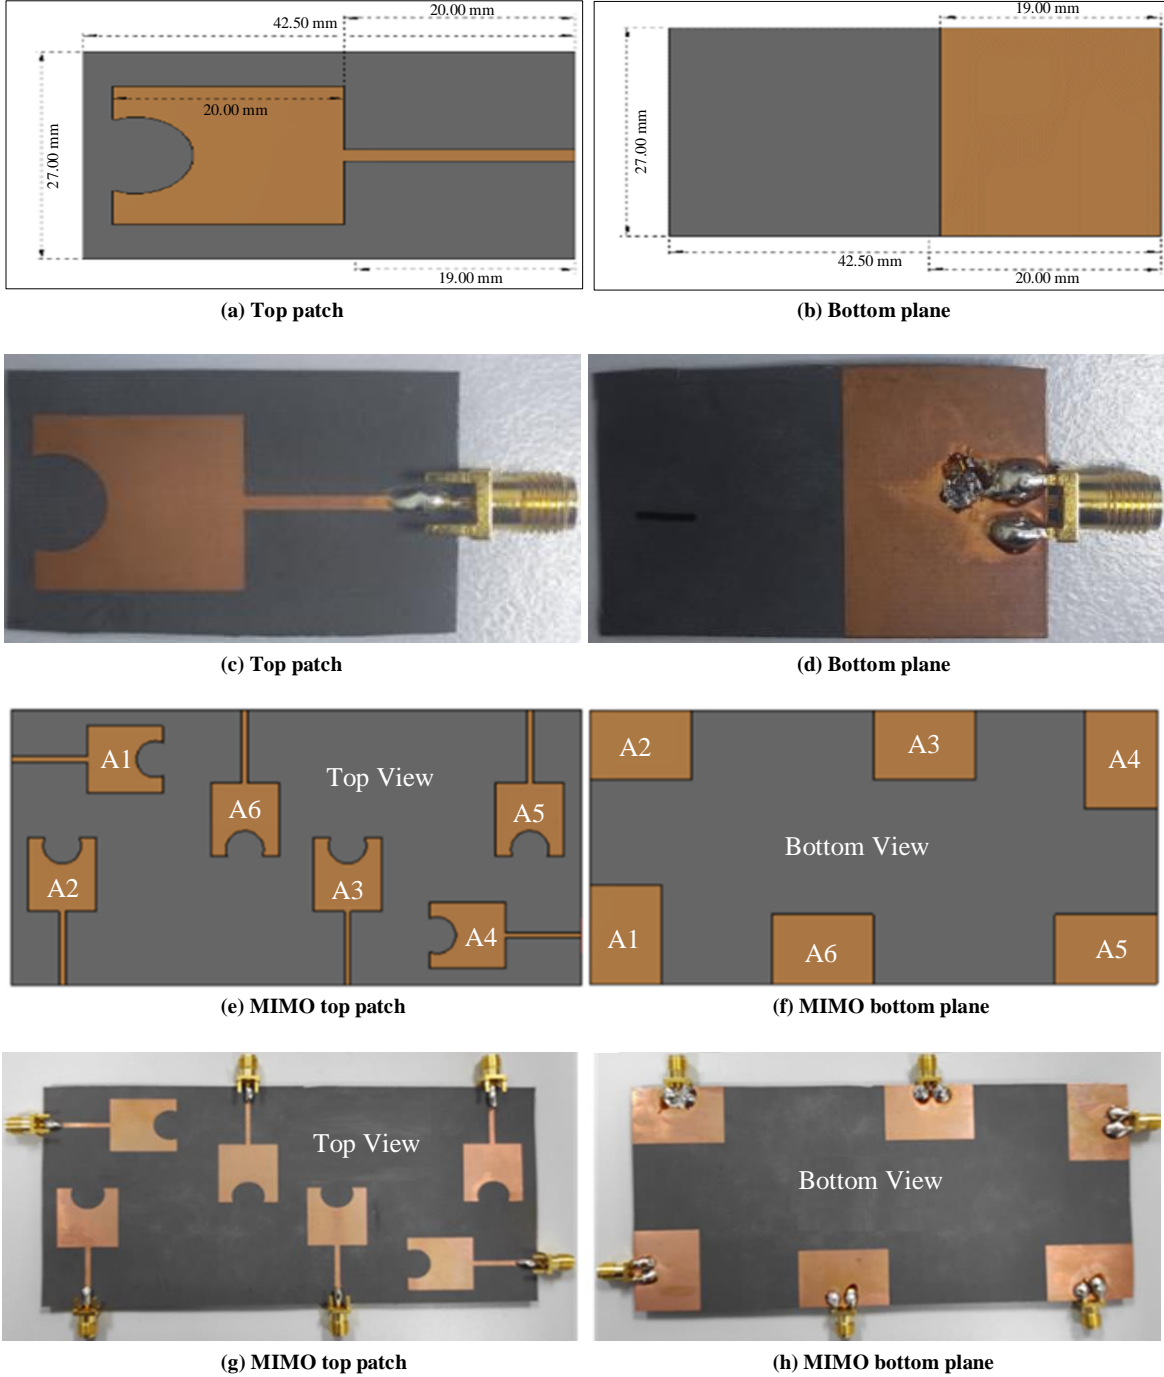 20.00 mm
42.50 mm
20.00 mm
27.00 mm
19.00 mm
(a) Top patch
19.00 mm
27.00 mm
42.50 mm
20.00 mm
(b) Bottom plane
(c) Top patch
(d) Bottom plane
A1
Top View
A6
A5
A2
A3
A4
(e) MIMO top patch
A2
A3
A4
Bottom View
A1
A6
A5
(f) MIMO bottom plane
Top View
(g) MIMO top patch
Bottom View
(h) MIMO bottom plane